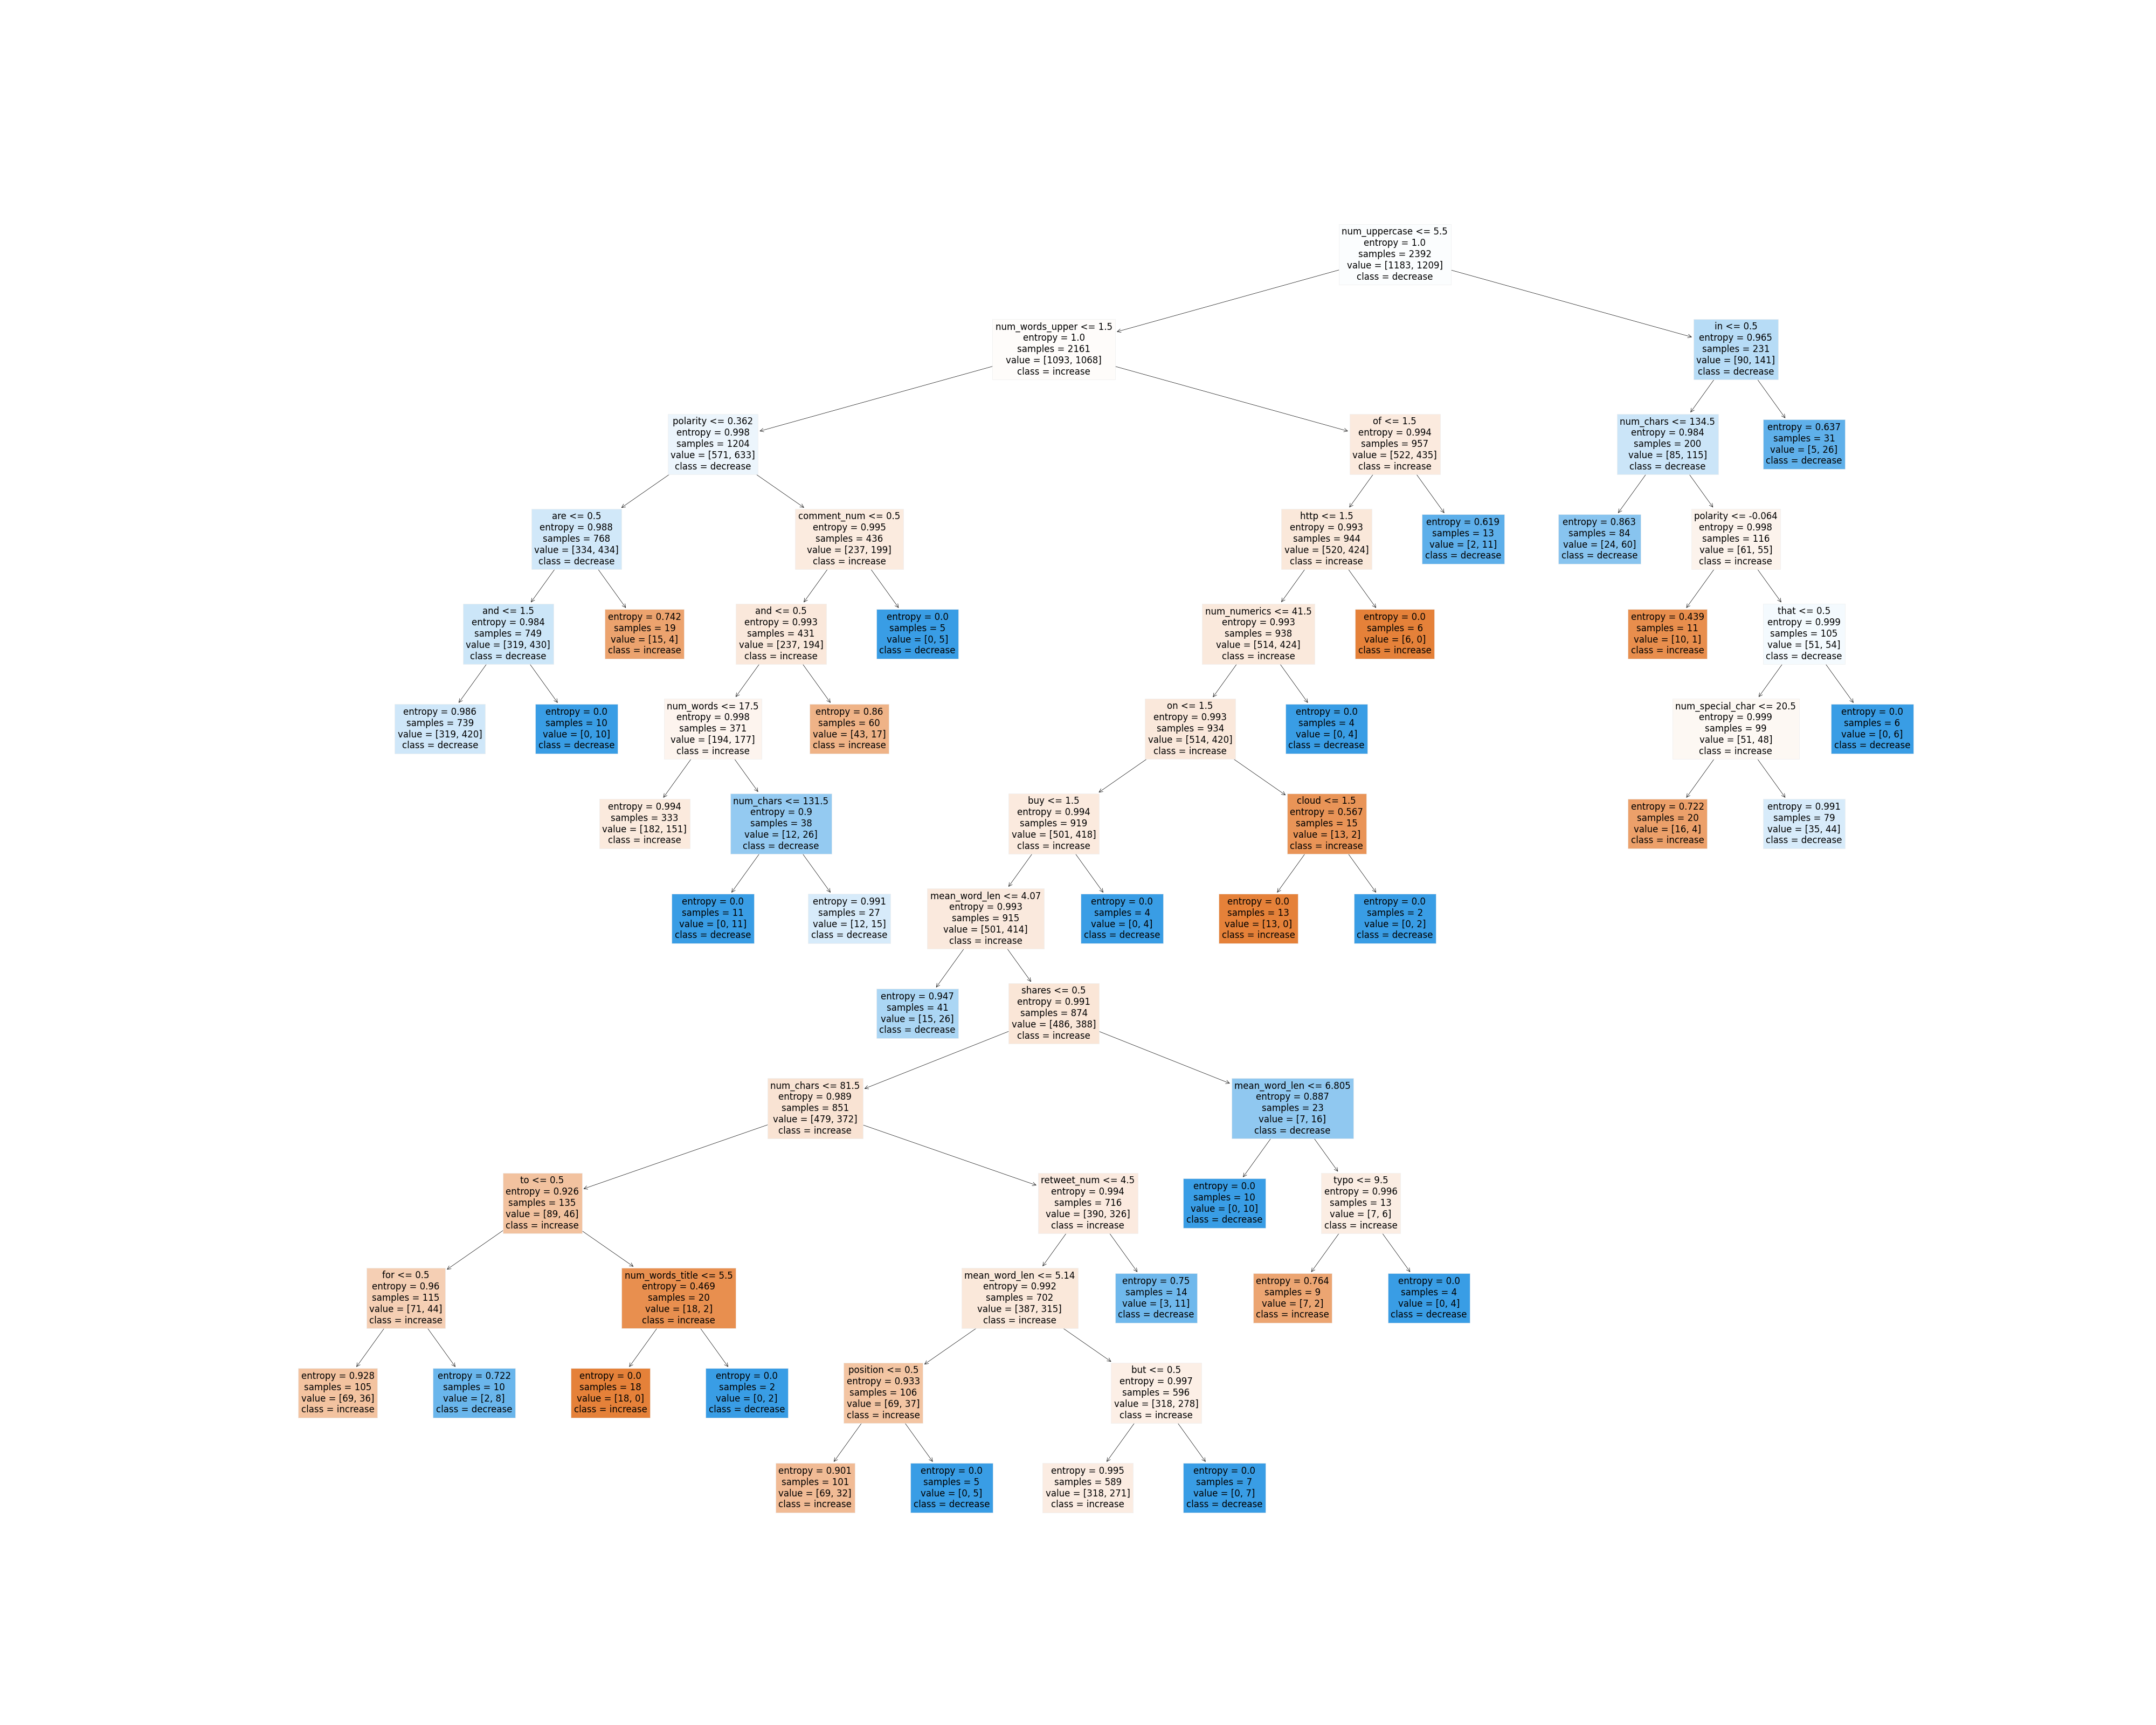 num_uppercase <= 5.5
entropy = 1.0
samples = 2392
value = [1183, 1209]
class = decrease
num_words_upper <= 1.5
entropy = 1.0
samples = 2161
value = [1093, 1068]
class = increase
in <= 0.5
entropy = 0.965
samples = 231
value = [90, 141]
class = decrease
polarity <= 0.362
entropy = 0.998
samples = 1204
value = [571, 633]
class = decrease
of <= 1.5
entropy = 0.994
samples = 957
value = [522, 435]
class = increase
num_chars <= 134.5
entropy = 0.984
samples = 200
value = [85, 115]
class = decrease
entropy = 0.637
samples = 31
value = [5, 26]
class = decrease
are <= 0.5
entropy = 0.988
samples = 768
value = [334, 434]
class = decrease
comment_num <= 0.5
entropy = 0.995
samples = 436
value = [237, 199]
class = increase
http <= 1.5
entropy = 0.993
samples = 944
value = [520, 424]
class = increase
entropy = 0.619
samples = 13
value = [2, 11]
class = decrease
entropy = 0.863
samples = 84
value = [24, 60]
class = decrease
polarity <= -0.064
entropy = 0.998
samples = 116
value = [61, 55]
class = increase
and <= 1.5
entropy = 0.984
samples = 749
value = [319, 430]
class = decrease
entropy = 0.742
samples = 19
value = [15, 4]
class = increase
and <= 0.5
entropy = 0.993
samples = 431
value = [237, 194]
class = increase
entropy = 0.0
samples = 5
value = [0, 5]
class = decrease
num_numerics <= 41.5
entropy = 0.993
samples = 938
value = [514, 424]
class = increase
entropy = 0.0
samples = 6
value = [6, 0]
class = increase
entropy = 0.439
samples = 11
value = [10, 1]
class = increase
that <= 0.5
entropy = 0.999
samples = 105
value = [51, 54]
class = decrease
entropy = 0.986
samples = 739
value = [319, 420]
class = decrease
entropy = 0.0
samples = 10
value = [0, 10]
class = decrease
num_words <= 17.5
entropy = 0.998
samples = 371
value = [194, 177]
class = increase
entropy = 0.86
samples = 60
value = [43, 17]
class = increase
on <= 1.5
entropy = 0.993
samples = 934
value = [514, 420]
class = increase
entropy = 0.0
samples = 4
value = [0, 4]
class = decrease
num_special_char <= 20.5
entropy = 0.999
samples = 99
value = [51, 48]
class = increase
entropy = 0.0
samples = 6
value = [0, 6]
class = decrease
entropy = 0.994
samples = 333
value = [182, 151]
class = increase
num_chars <= 131.5
entropy = 0.9
samples = 38
value = [12, 26]
class = decrease
buy <= 1.5
entropy = 0.994
samples = 919
value = [501, 418]
class = increase
cloud <= 1.5
entropy = 0.567
samples = 15
value = [13, 2]
class = increase
entropy = 0.722
samples = 20
value = [16, 4]
class = increase
entropy = 0.991
samples = 79
value = [35, 44]
class = decrease
entropy = 0.0
samples = 11
value = [0, 11]
class = decrease
entropy = 0.991
samples = 27
value = [12, 15]
class = decrease
mean_word_len <= 4.07
entropy = 0.993
samples = 915
value = [501, 414]
class = increase
entropy = 0.0
samples = 4
value = [0, 4]
class = decrease
entropy = 0.0
samples = 13
value = [13, 0]
class = increase
entropy = 0.0
samples = 2
value = [0, 2]
class = decrease
entropy = 0.947
samples = 41
value = [15, 26]
class = decrease
shares <= 0.5
entropy = 0.991
samples = 874
value = [486, 388]
class = increase
num_chars <= 81.5
entropy = 0.989
samples = 851
value = [479, 372]
class = increase
mean_word_len <= 6.805
entropy = 0.887
samples = 23
value = [7, 16]
class = decrease
to <= 0.5
entropy = 0.926
samples = 135
value = [89, 46]
class = increase
retweet_num <= 4.5
entropy = 0.994
samples = 716
value = [390, 326]
class = increase
entropy = 0.0
samples = 10
value = [0, 10]
class = decrease
typo <= 9.5
entropy = 0.996
samples = 13
value = [7, 6]
class = increase
for <= 0.5
entropy = 0.96
samples = 115
value = [71, 44]
class = increase
num_words_title <= 5.5
entropy = 0.469
samples = 20
value = [18, 2]
class = increase
mean_word_len <= 5.14
entropy = 0.992
samples = 702
value = [387, 315]
class = increase
entropy = 0.75
samples = 14
value = [3, 11]
class = decrease
entropy = 0.764
samples = 9
value = [7, 2]
class = increase
entropy = 0.0
samples = 4
value = [0, 4]
class = decrease
entropy = 0.928
samples = 105
value = [69, 36]
class = increase
entropy = 0.722
samples = 10
value = [2, 8]
class = decrease
entropy = 0.0
samples = 18
value = [18, 0]
class = increase
entropy = 0.0
samples = 2
value = [0, 2]
class = decrease
position <= 0.5
entropy = 0.933
samples = 106
value = [69, 37]
class = increase
but <= 0.5
entropy = 0.997
samples = 596
value = [318, 278]
class = increase
entropy = 0.901
samples = 101
value = [69, 32]
class = increase
entropy = 0.0
samples = 5
value = [0, 5]
class = decrease
entropy = 0.995
samples = 589
value = [318, 271]
class = increase
entropy = 0.0
samples = 7
value = [0, 7]
class = decrease